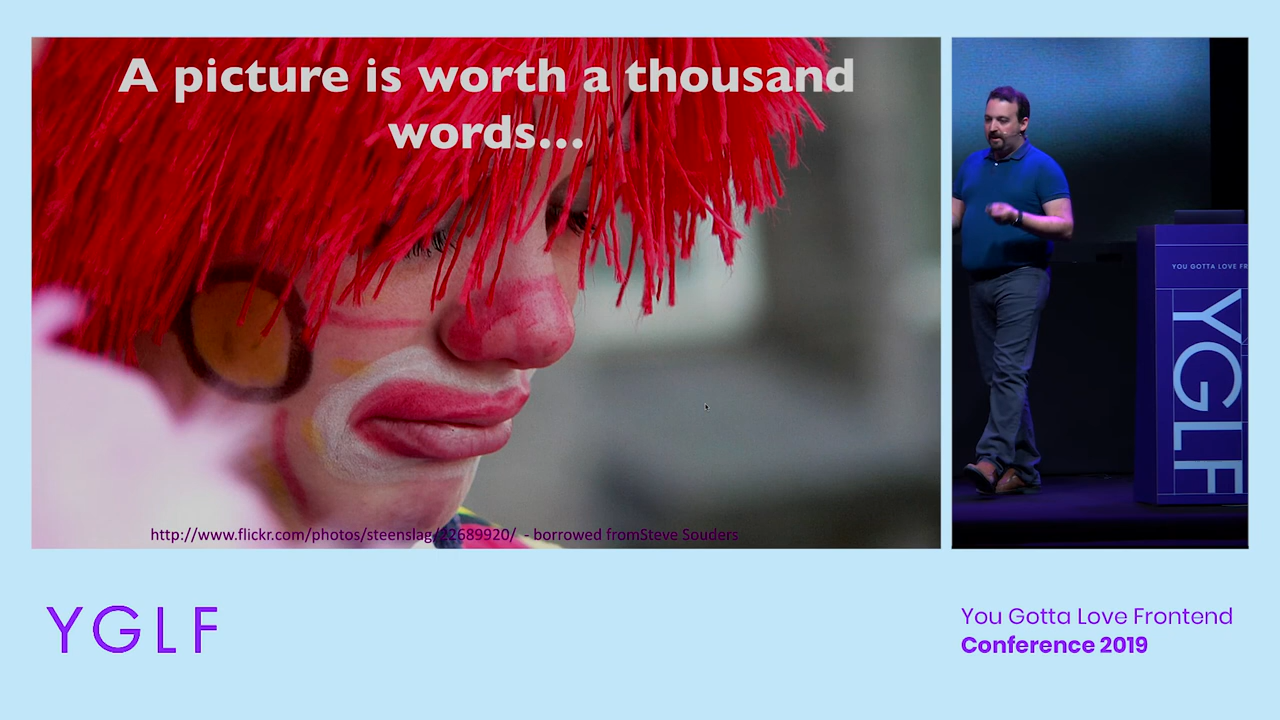 A picture is worth a thousand
words...
http://www.flickr.com/photos/steenslag/22689920/ - borrowed fromSteve Souders
YOU GOTTA LOVE FR
YGLF
YGLF
You Gotta Love Frontend
Conference 2019